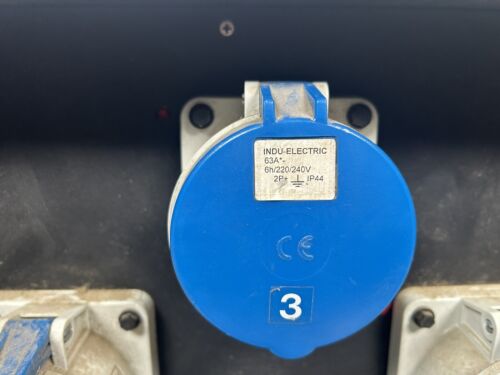 INDU-ELECTRIC
63A~
6h/220/240V
2P+⏚ IP44
CE
3